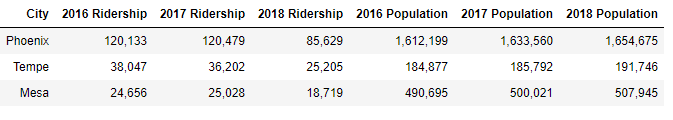 City 2016 Ridership 2017 Ridership 2018 Ridership 2016 Population 2017 Population 2018 Population
Phoenix 120,133 120,479 85,629 1,612,199 1,633,560 1,654,675
Tempe 38,047 36,202 25,205 184,877 185,792 191,746
Mesa 24,656 25,028 18,719 490,695 500,021 507,945